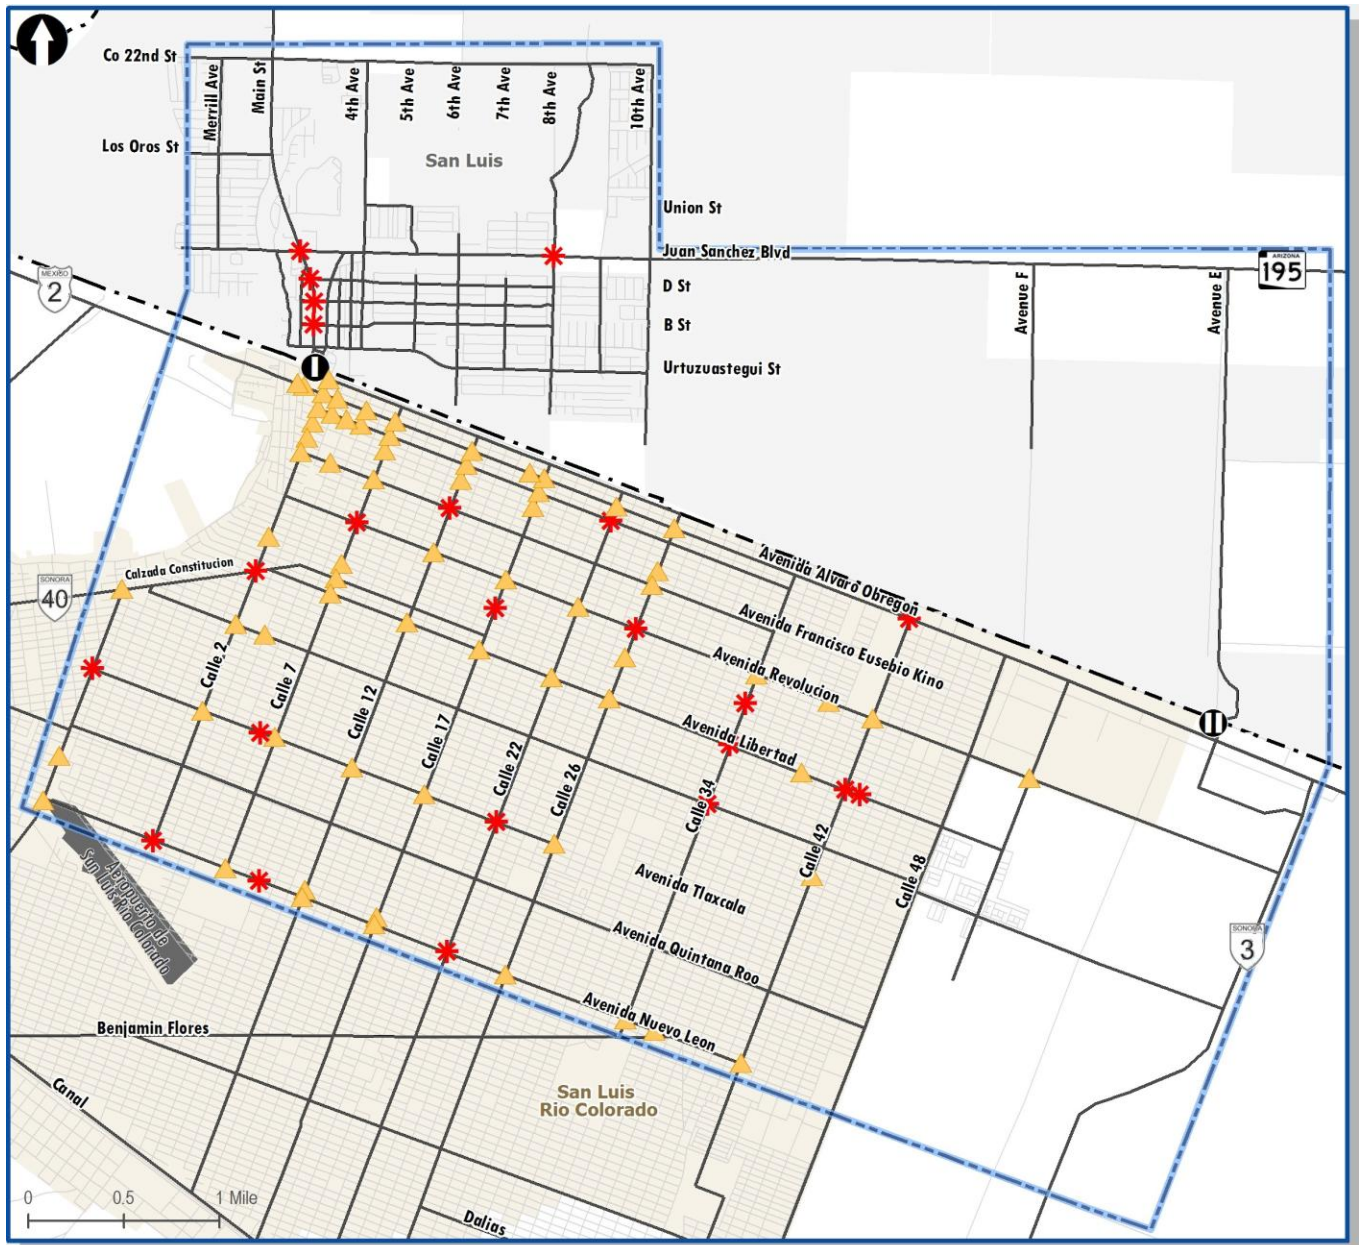 Co 22nd St
Merrill Ave
Main St
4th Ave
5th Ave
6th Ave
7th Ave
8th Ave
10th Ave
Los Oros St
San Luis
Union St
Juan Sanchez Blvd
ARIZONA
195
MEXICO
2
D St
Avenue F
Avenue E
B St
Urtuzuastegui St
I
Avenida Alvaro Obregon
Calzada Constitucion
SONORA
40
Avenida Francisco Eusebio Kino
Avenida Revolucion
Calle 2
Calle 7
Calle 12
Calle 17
Calle 22
Calle 26
Avenida Libertad
II
Calle 34
Calle 42
Calle 48
Aeropuerto de
San Luis Rio Colorado
Avenida Tlaxcala
Avenida Quintana Roo
SONORA
3
Avenida Nuevo Leon
Benjamin Flores
Canal
San Luis
Rio Colorado
0 0.5 1 Mile
Dalias